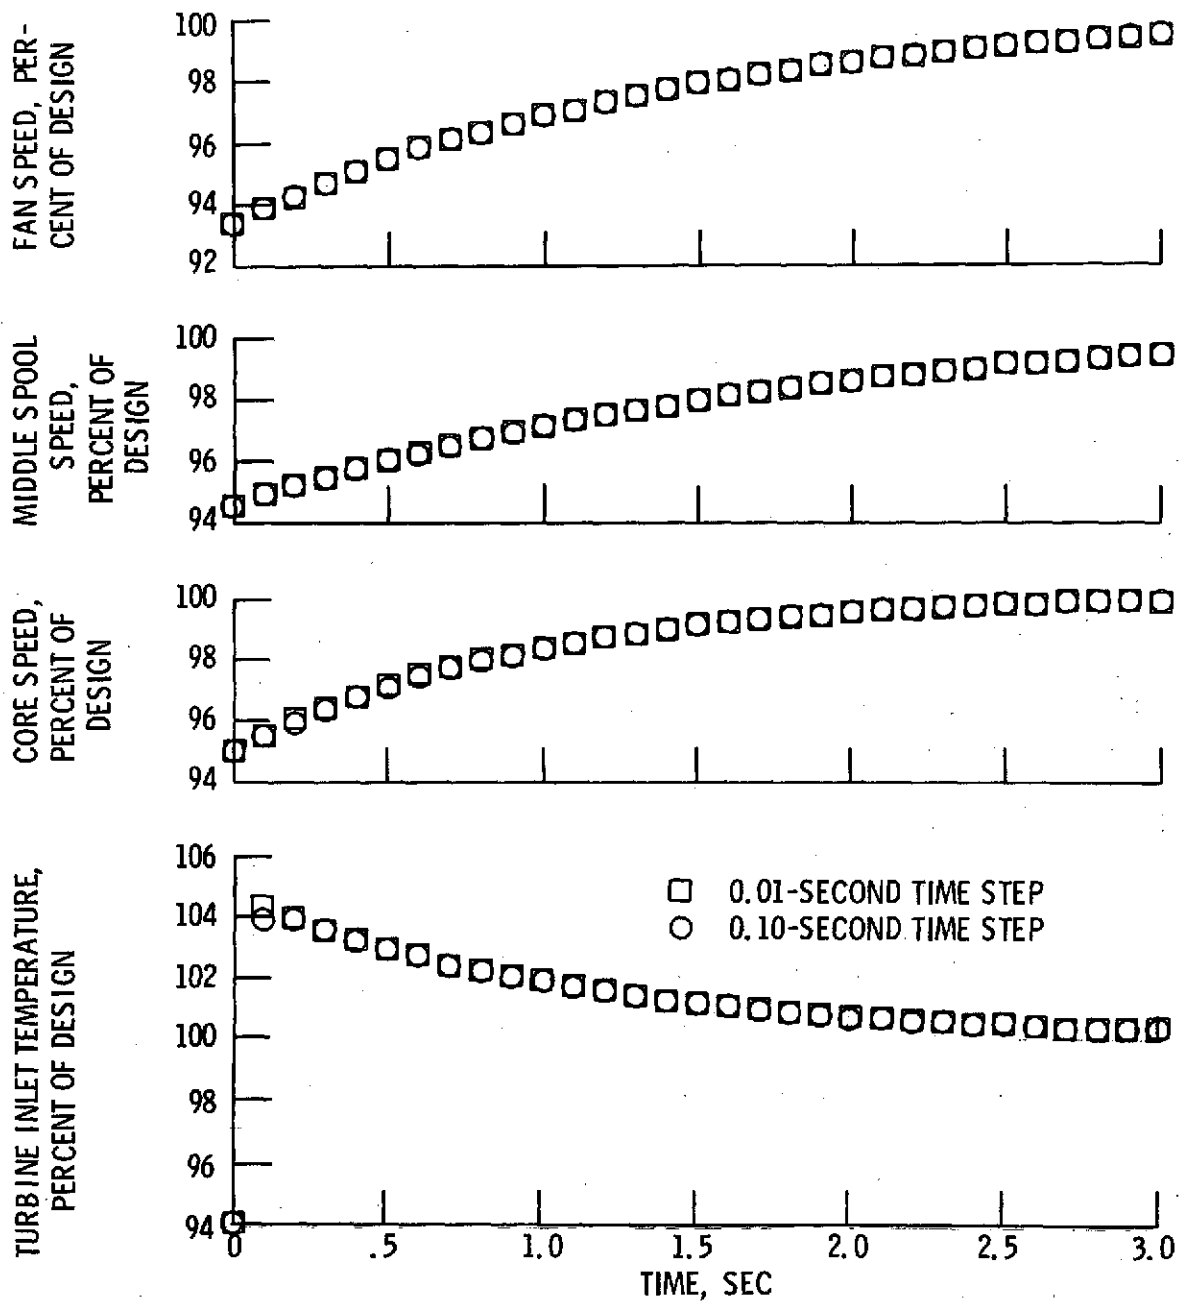 FAN SPEED, PER-
CENT OF DESIGN
100
98
96
94
92
MIDDLE SPOOL
SPEED,
PERCENT OF
DESIGN
100
98
96
94
CORE SPEED,
PERCENT OF
DESIGN
100
98
96
94
TURBINE INLET TEMPERATURE,
PERCENT OF DESIGN
106
104
102
100
98
96
94
0.01-SECOND TIME STEP
0.10-SECOND TIME STEP
0 .5 1.0 1.5 2.0 2.5 3.0
TIME, SEC